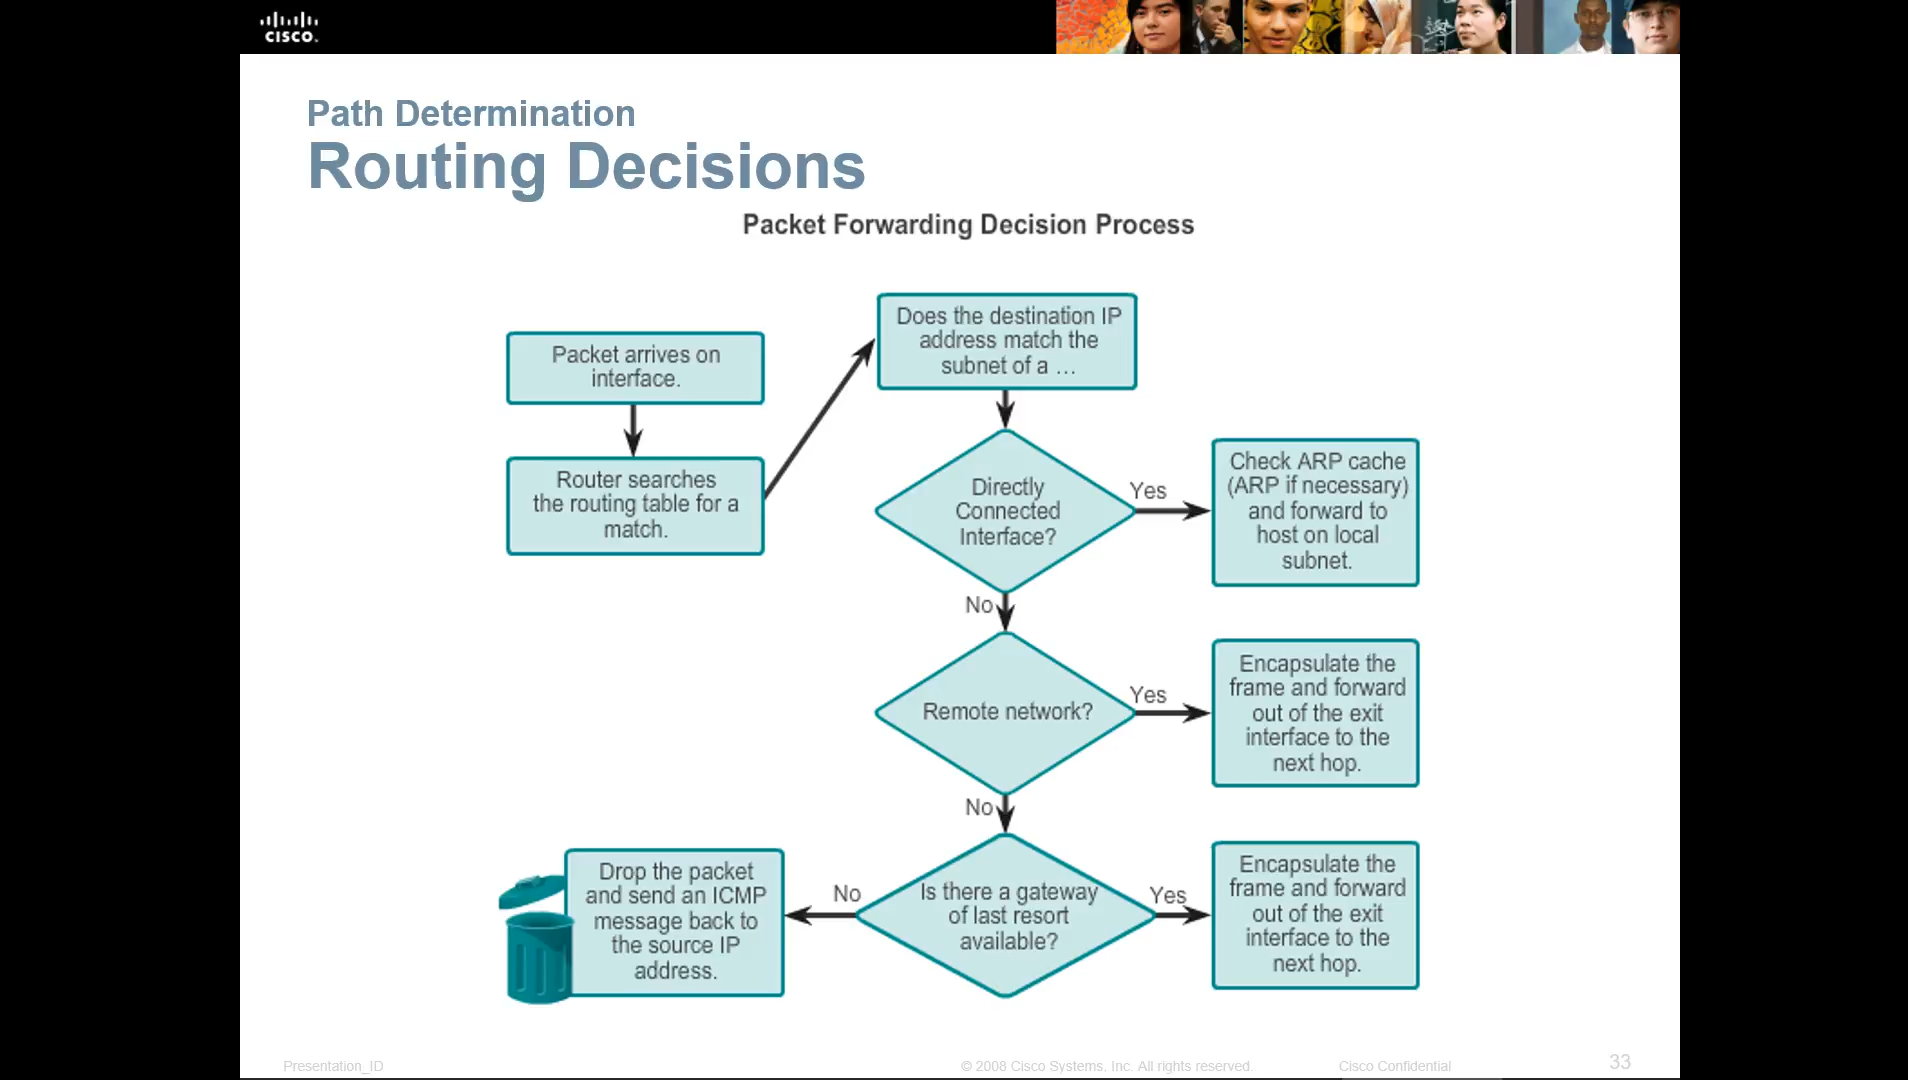 CISCO.
Path Determination
Routing Decisions
Packet Forwarding Decision Process
Packet arrives on
interface.
Router searches
the routing table for a
match.
Does the destination IP
address match the
subnet of a …
Directly
Connected
Interface?
Yes
Check ARP cache
(ARP if necessary)
and forward to
host on local
subnet.
No
Remote network?
Yes
Encapsulate the
frame and forward
out of the exit
interface to the
next hop.
No
Is there a gateway
of last resort
available?
Yes
Encapsulate the
frame and forward
out of the exit
interface to the
next hop.
No
Drop the packet
and send an ICMP
message back to
the source IP
address.
Presentation_ID
© 2008 Cisco Systems, Inc. All rights reserved.
Cisco Confidential
33